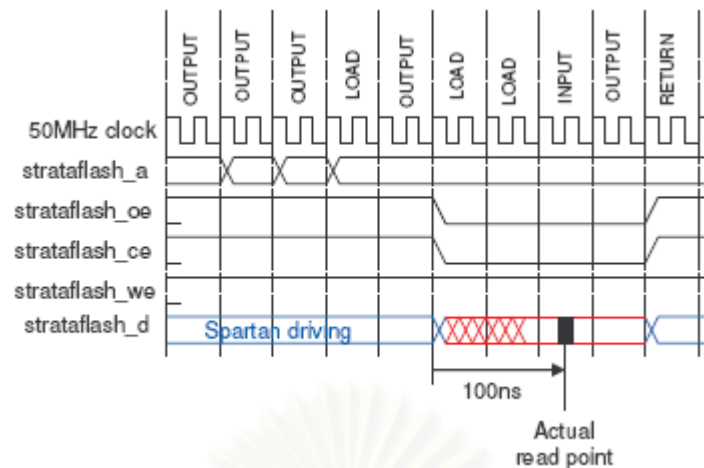 OUTPUT OUTPUT OUTPUT LOAD OUTPUT LOAD LOAD INPUT OUTPUT RETURN
50MHz clock
strataflash_a
strataflash_oe
strataflash_ce
strataflash_we
strataflash_d
Spartan driving
100ns
Actual
read point